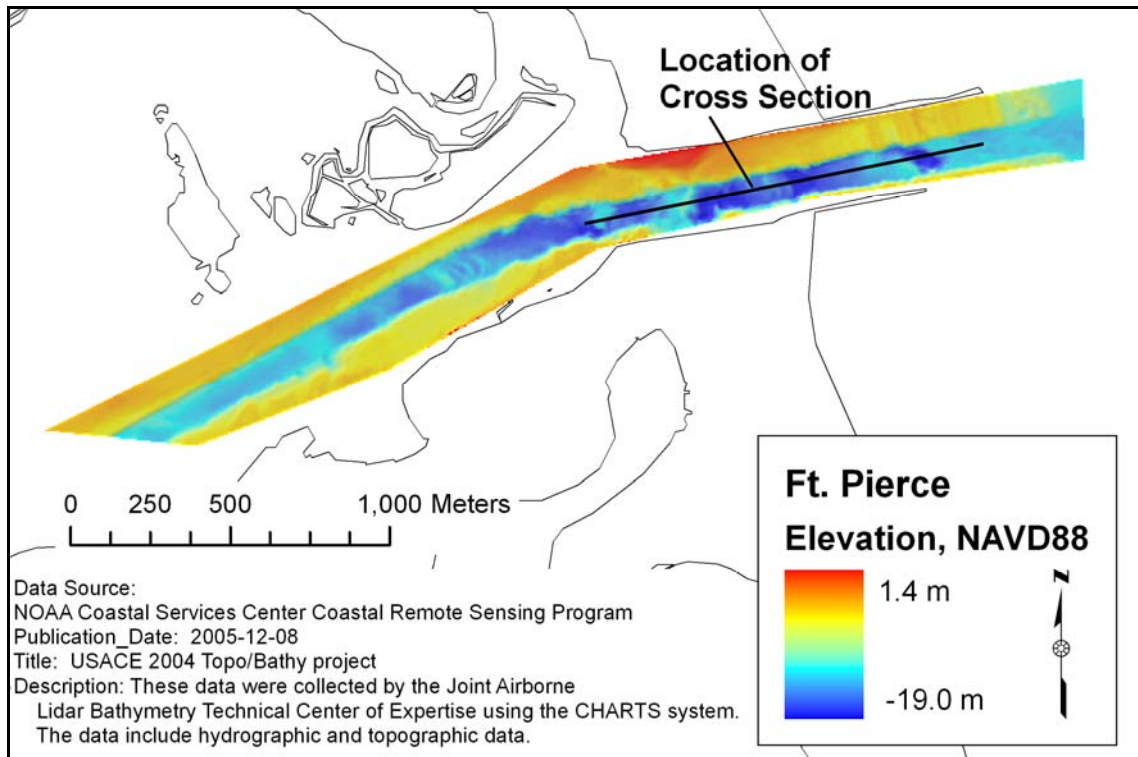 Location of
Cross Section
0 250 500 1,000 Meters
Data Source:
NOAA Coastal Services Center Coastal Remote Sensing Program
Publication_Date: 2005-12-08
Title: USACE 2004 Topo/Bathy project
Description: These data were collected by the Joint Airborne
Lidar Bathymetry Technical Center of Expertise using the CHARTS system.
The data include hydrographic and topographic data.
Ft. Pierce
Elevation, NAVD88
1.4 m
-19.0 m
N